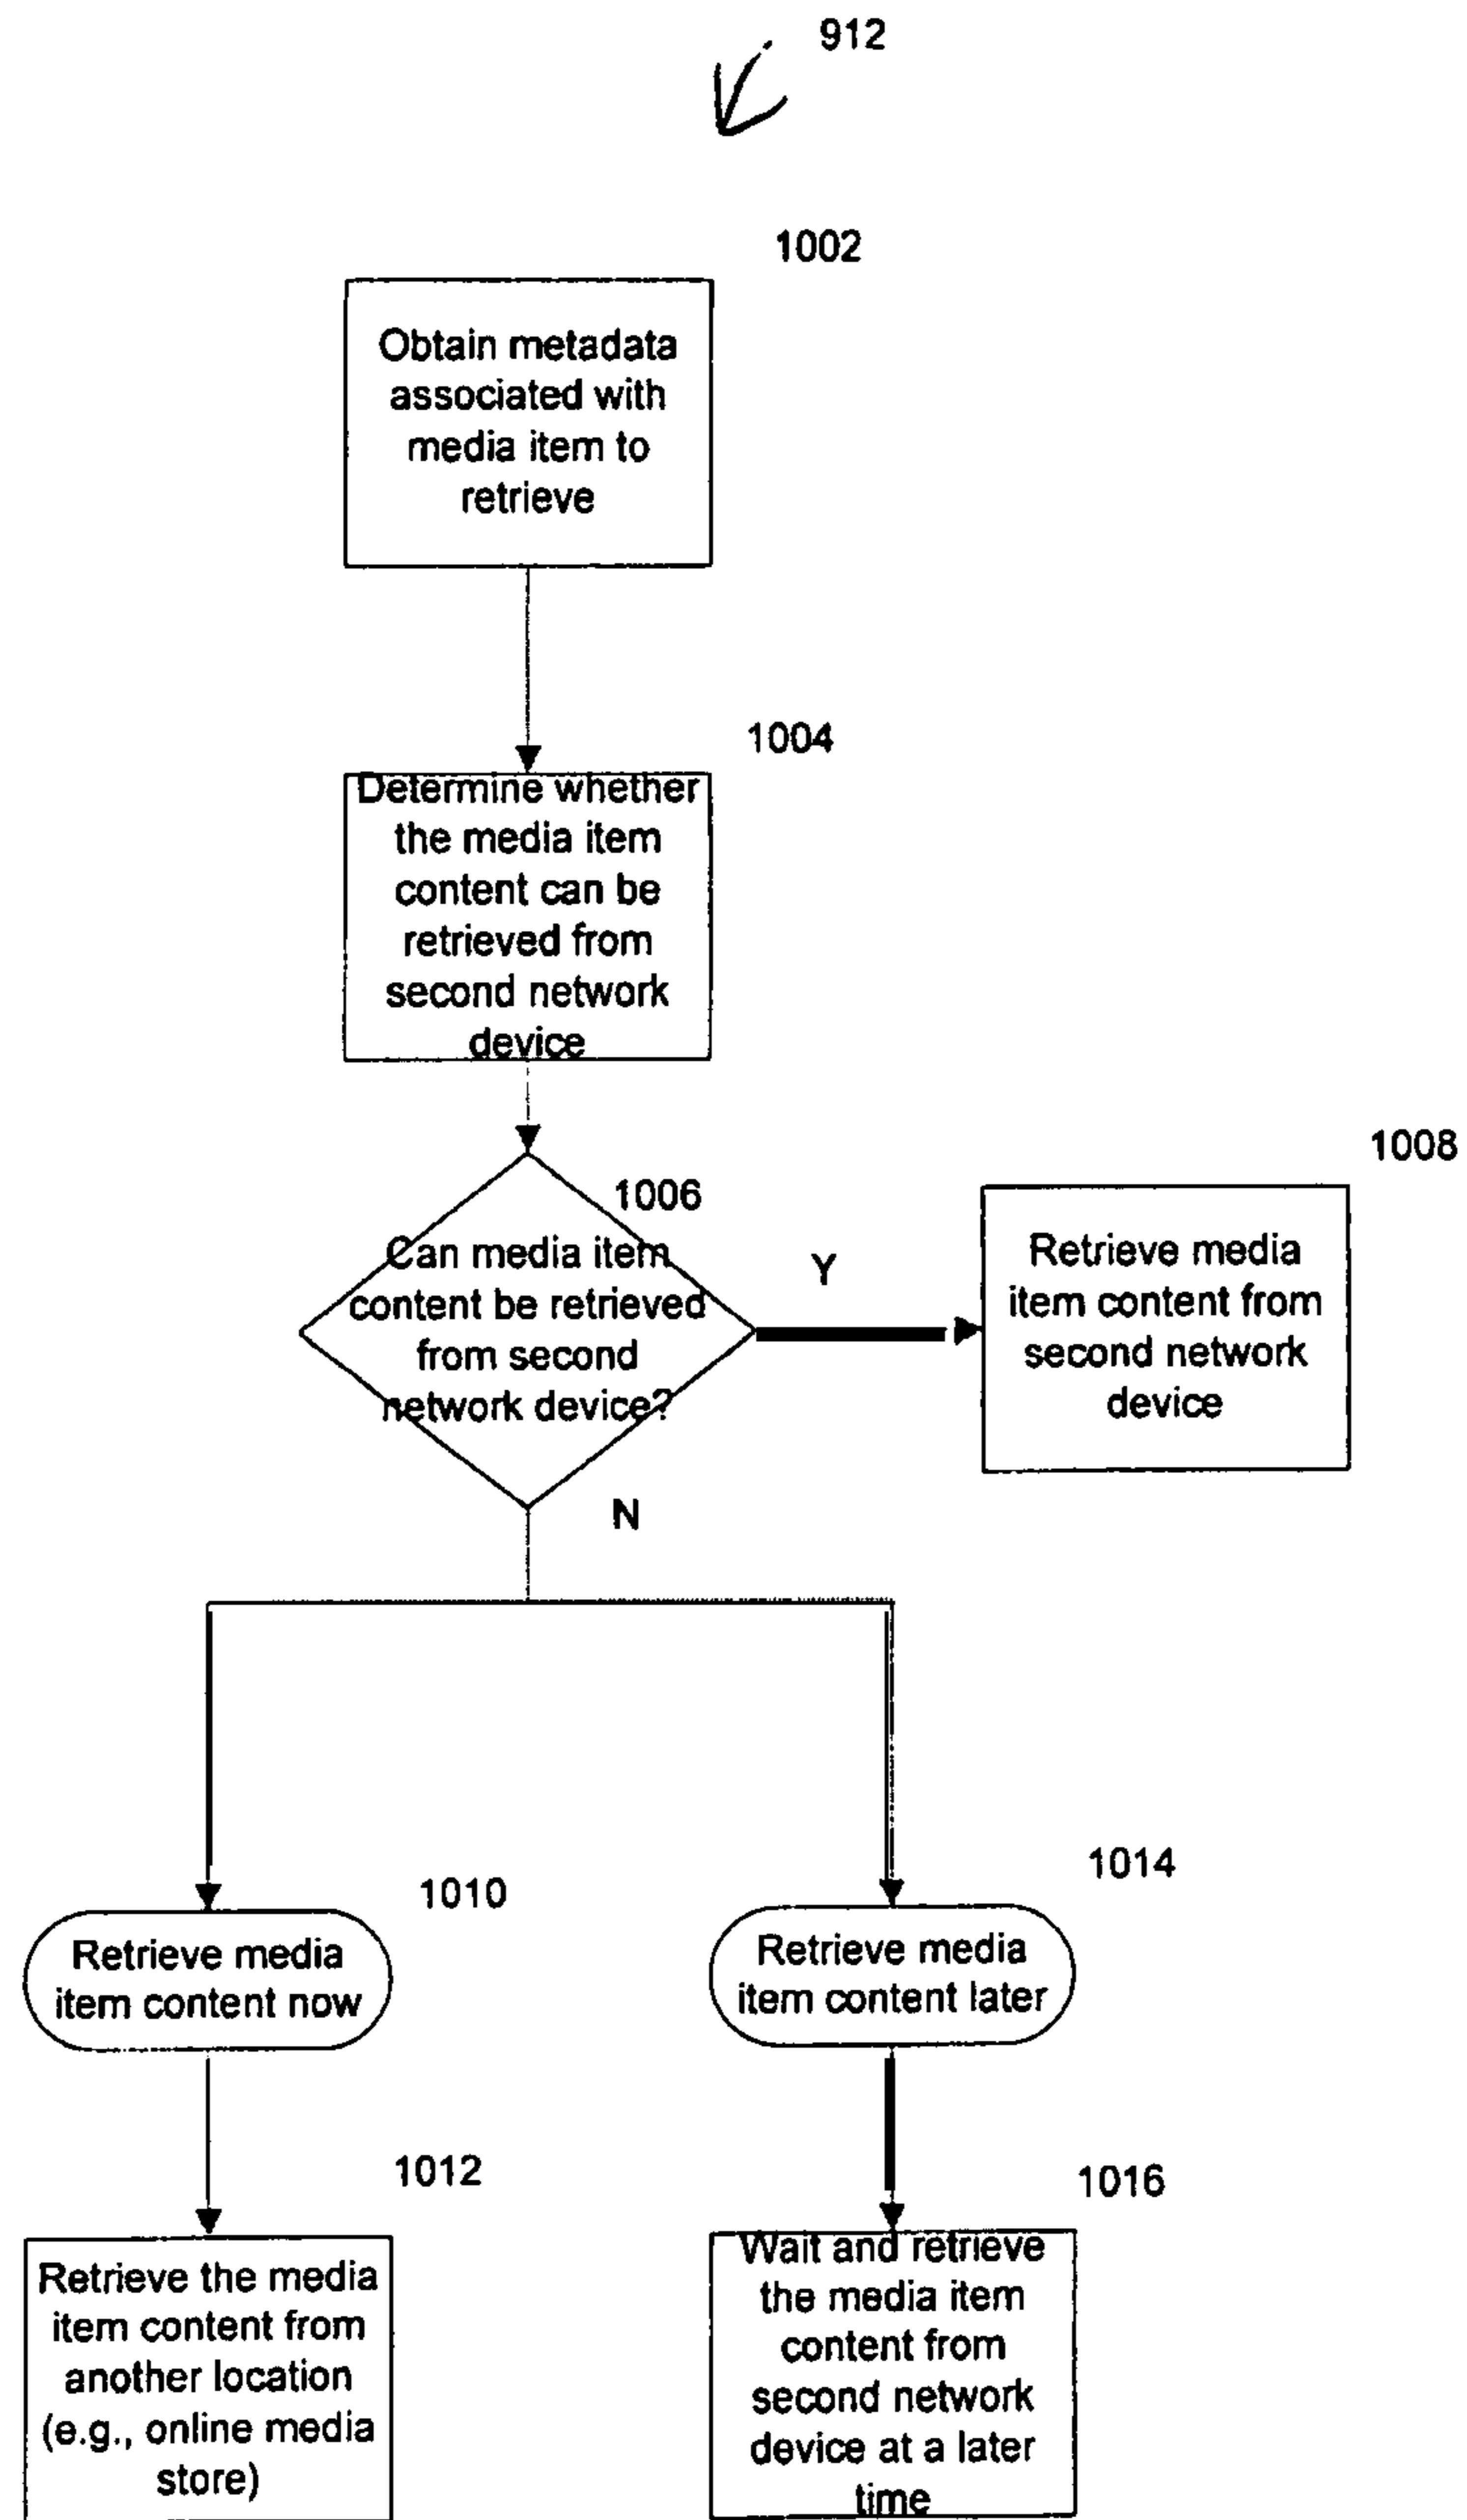 912
1002
Obtain metadata
associated with
media item to
retrieve
1004
Determine whether
the media item
content can be
retrieved from
second network
device
1006
Can media item
content be retrieved
from second
network device?
Y
1008
Retrieve media
item content from
second network
device
N
1010
Retrieve media
item content now
1014
Retrieve media
item content later
1012
Retrieve the media
item content from
another location
(e.g., online media
store)
1016
Wait and retrieve
the media item
content from
second network
device at a later
time